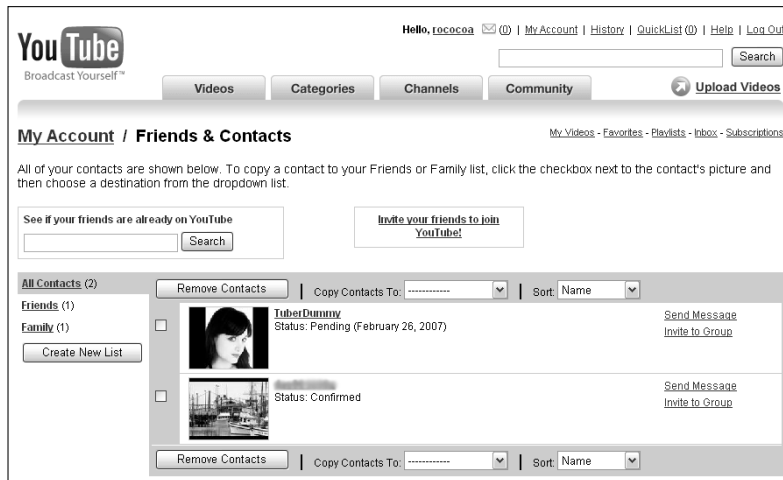 Hello, rococoa (0) | My Account | History | QuickList (0) | Help | Log Out
YouTube
Broadcast Yourself™
Search
Videos Categories Channels Community Upload Videos
My Account / Friends & Contacts
My Videos - Favorites - Playlists - Inbox - Subscriptions
All of your contacts are shown below. To copy a contact to your Friends or Family list, click the checkbox next to the contact's picture and
then choose a destination from the dropdown list.
See if your friends are already on YouTube
Search
Invite your friends to join
YouTube!
All Contacts (2)
Friends (1)
Family (1)
Create New List
Remove Contacts | Copy Contacts To: ------------ | Sort: Name
TuberDummy
Status: Pending (February 26, 2007)
Send Message
Invite to Group
Status: Confirmed
Send Message
Invite to Group
Remove Contacts | Copy Contacts To: ------------ | Sort: Name